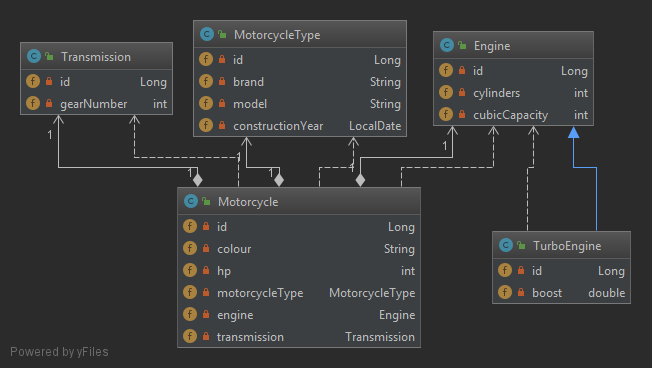 Transmission
id Long
gearNumber int
MotorcycleType
id Long
brand String
model String
constructionYear LocalDate
Engine
id Long
cylinders int
cubicCapacity int
1
1
1
1
1
1
Motorcycle
id Long
colour String
hp int
motorcycleType MotorcycleType
engine Engine
transmission Transmission
TurboEngine
id Long
boost double
Powered by yFiles